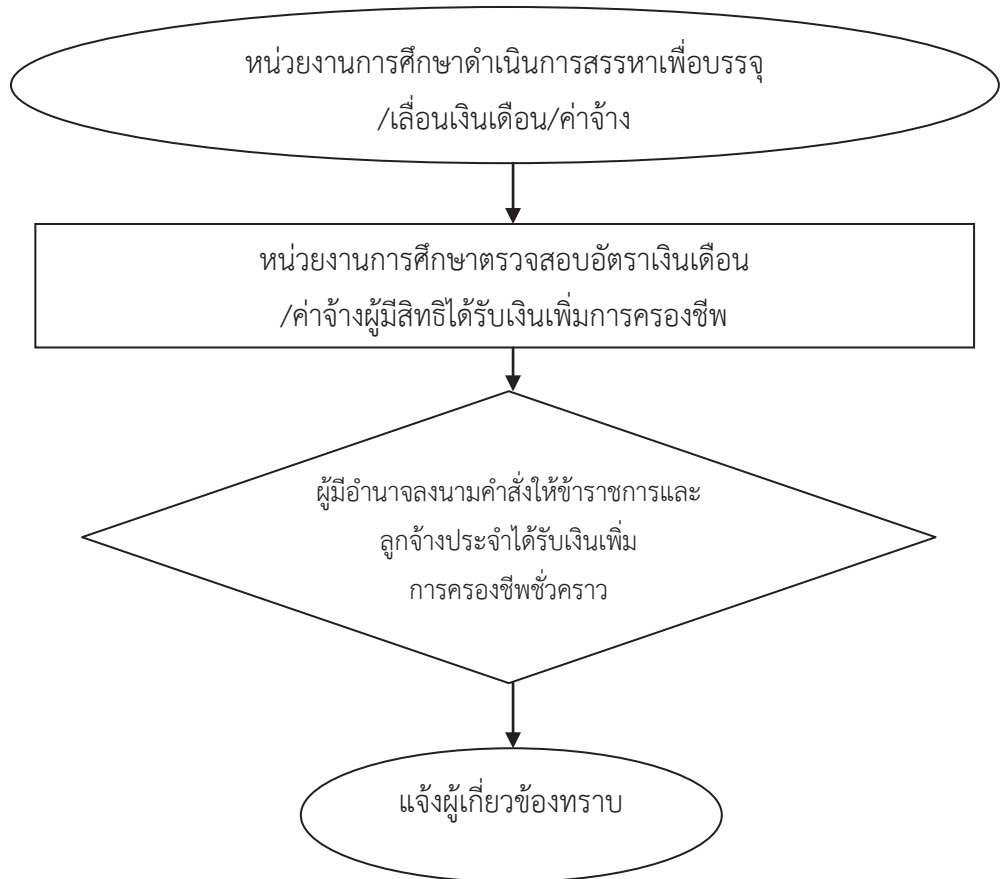 หน่วยงานการศึกษาดำเนินการสรรหาเพื่อบรรจุ
/เลื่อนเงินเดือน/ค่าจ้าง
หน่วยงานการศึกษาตรวจสอบอัตราเงินเดือน
/ค่าจ้างผู้มีสิทธิได้รับเงินเพิ่มการครองชีพ
ผู้มีอำนาจลงนามคำสั่งให้ข้าราชการและ
ลูกจ้างประจำได้รับเงินเพิ่ม
การครองชีพชั่วคราว
แจ้งผู้เกี่ยวข้องทราบ